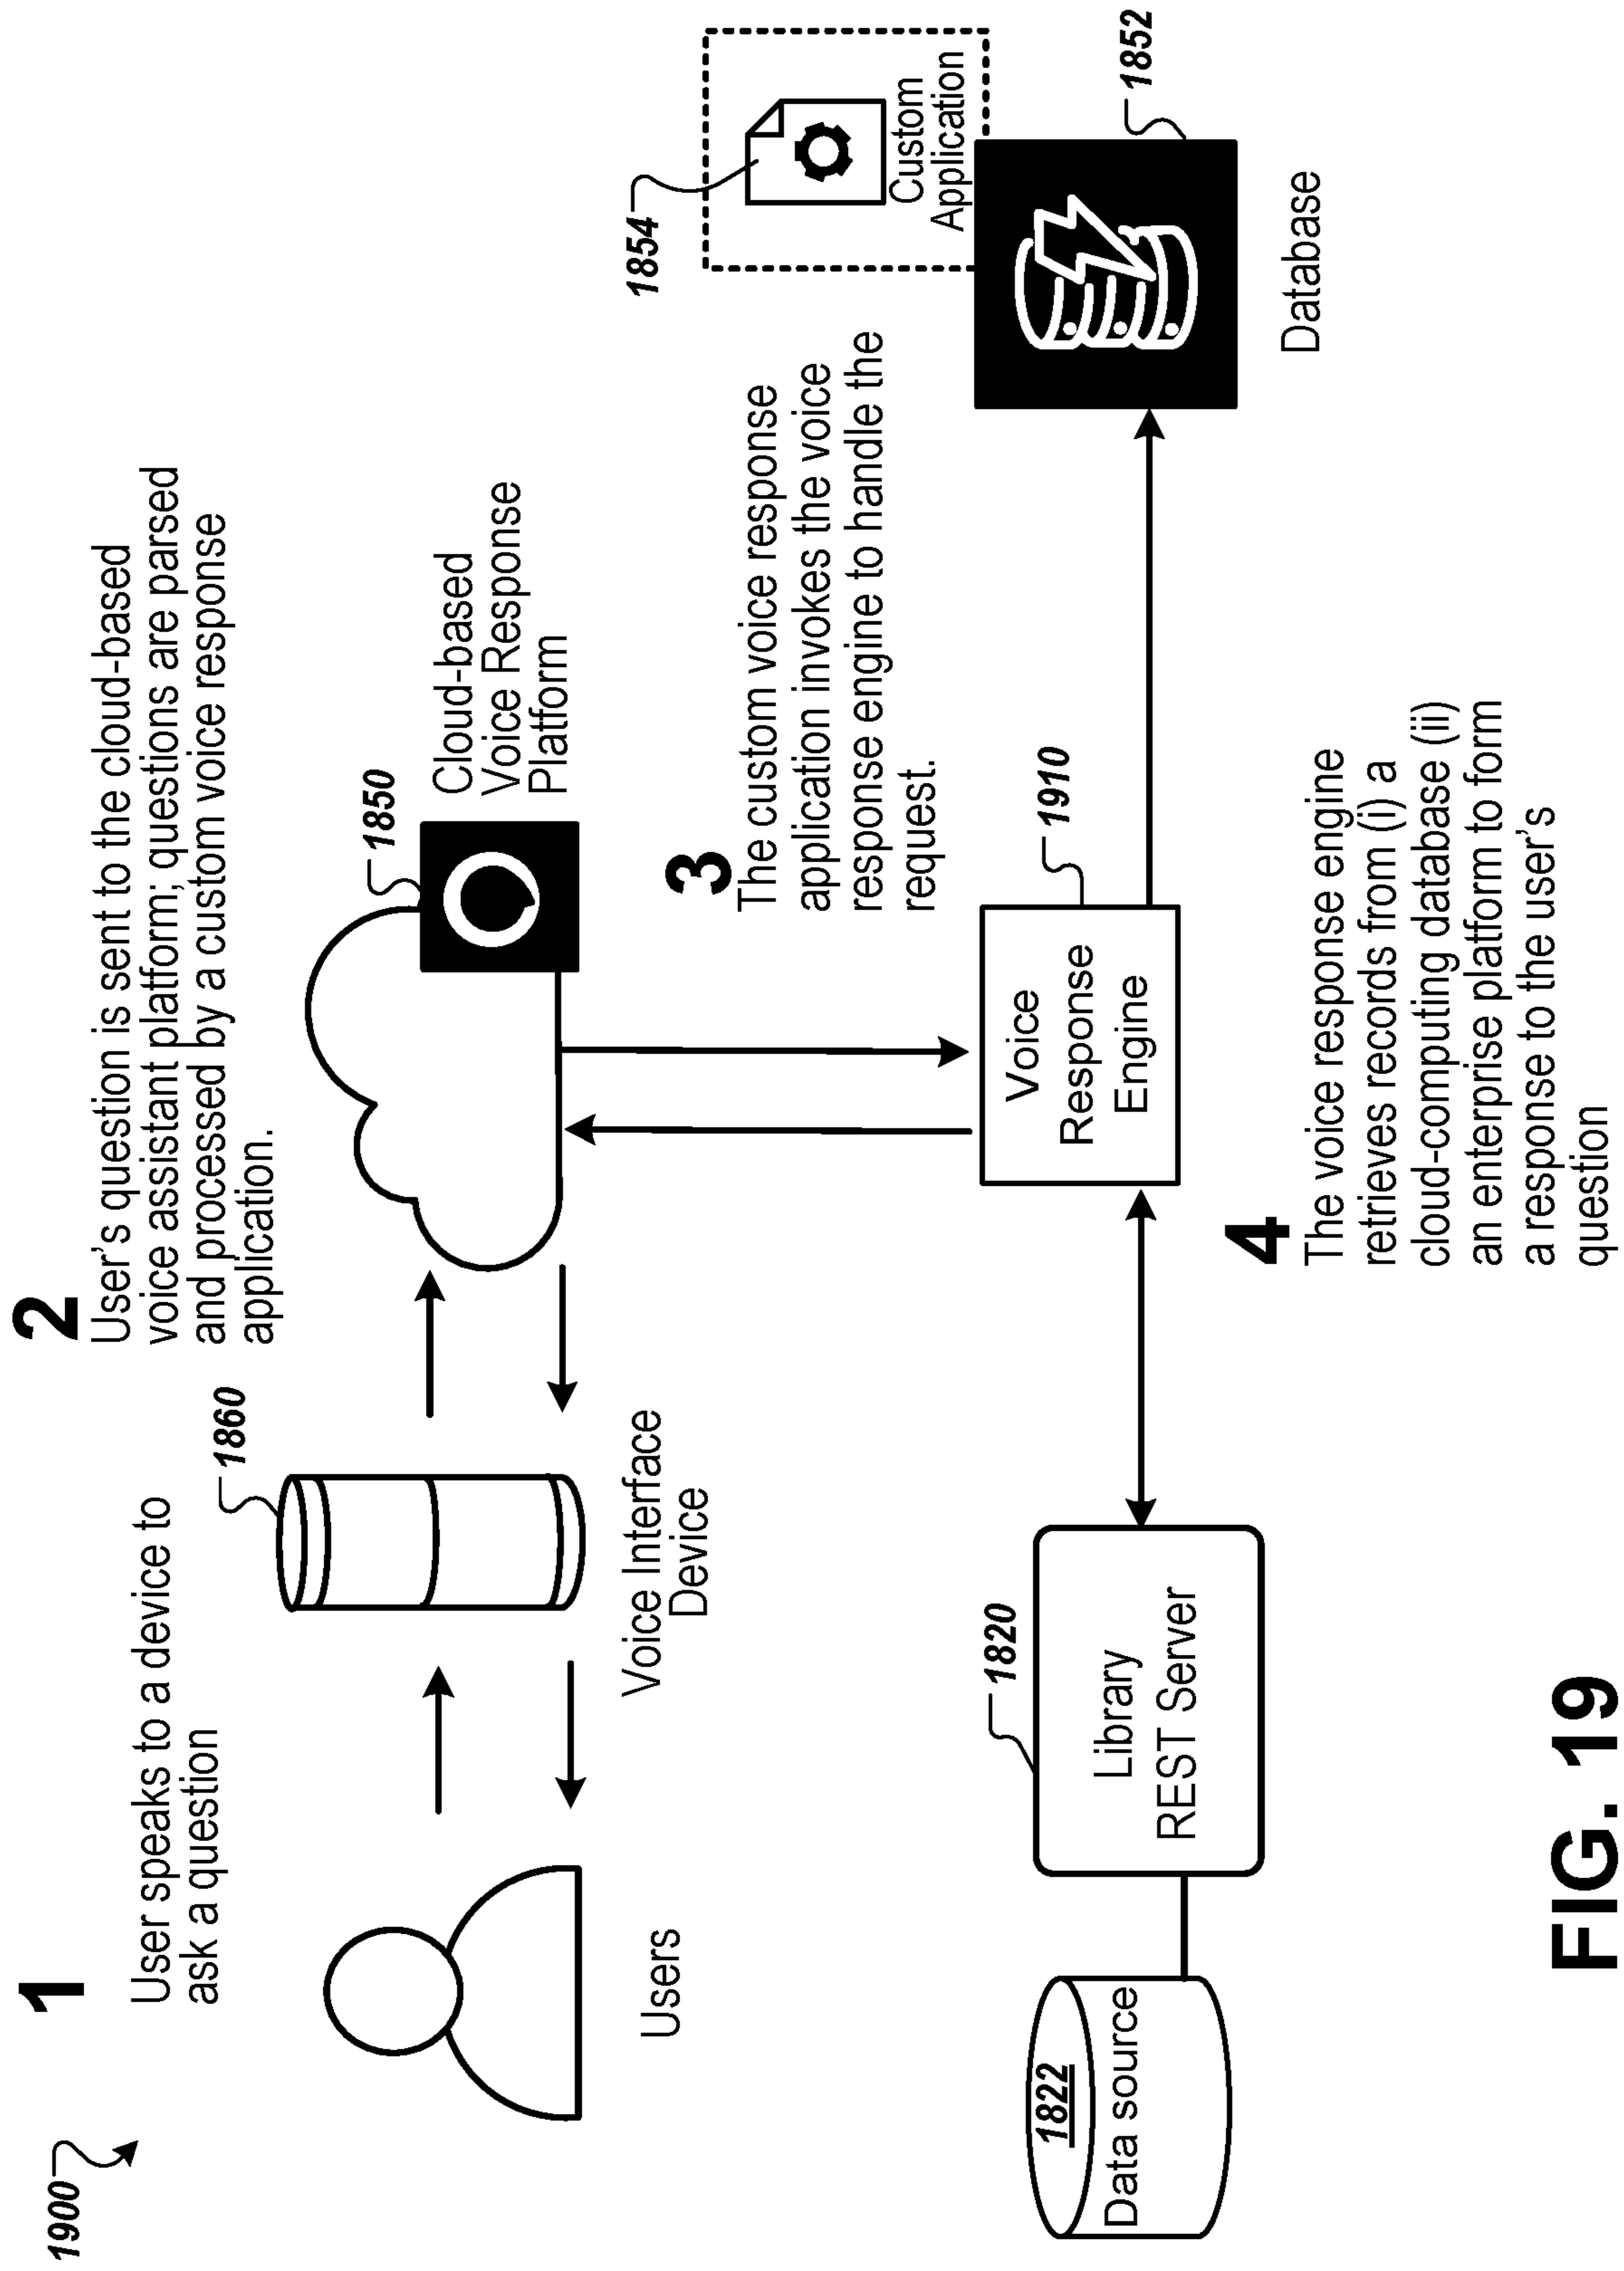 1900
1
User speaks to a device to
ask a question
2
User's question is sent to the cloud-based
voice assistant platform; questions are parsed
and processed by a custom voice response
application.
1860
1850
Cloud-based
Voice Response
Platform
Users
Voice Interface
Device
3
The custom voice response
application invokes the voice
response engine to handle the
request.
1854
Custom
Application
1822
Data source
1820
Library
REST Server
1910
Voice
Response
Engine
1852
Database
4
The voice response engine
retrieves records from (i) a
cloud-computing database (ii)
an enterprise platform to form
a response to the user's
question
FIG. 19